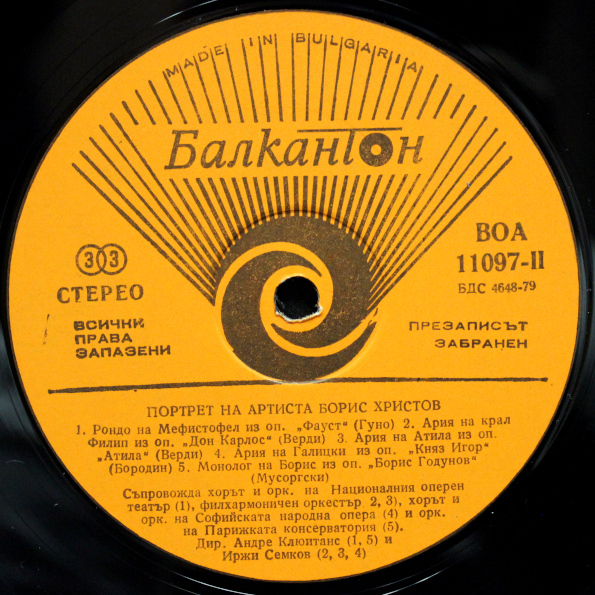 MADE IN BULGARIA
Балкантон
33
СТЕРЕО
ВОА
11097-II
БДС 4648-79
ВСИЧКИ
ПРАВА
ЗАПАЗЕНИ
ПРЕЗАПИСЪТ
ЗАБРАНЕН
ПОРТРЕТ НА АРТИСТА БОРИС ХРИСТОВ
1. Рондо на Мефистофел из оп. „Фауст“ (Гуно) 2. Ария на крал
Филип из оп. „Дон Карлос“ (Верди) 3. Ария на Атила из оп.
„Атила“ (Верди) 4. Ария на Галицки из оп. „Княз Игор“
(Бородин) 5. Монолог на Борис из оп. „Борис Годунов“
(Мусоргски)
Съпровожда хорът и орк. на Националния оперен
театър (1), филхармоничен оркестър 2, 3), хорът и
орк. на Софийската народна опера (4) и орк.
на Парижката консерватория (5).
Дир. Андре Клюитанс (1, 5) и
Иржи Семков (2, 3, 4)